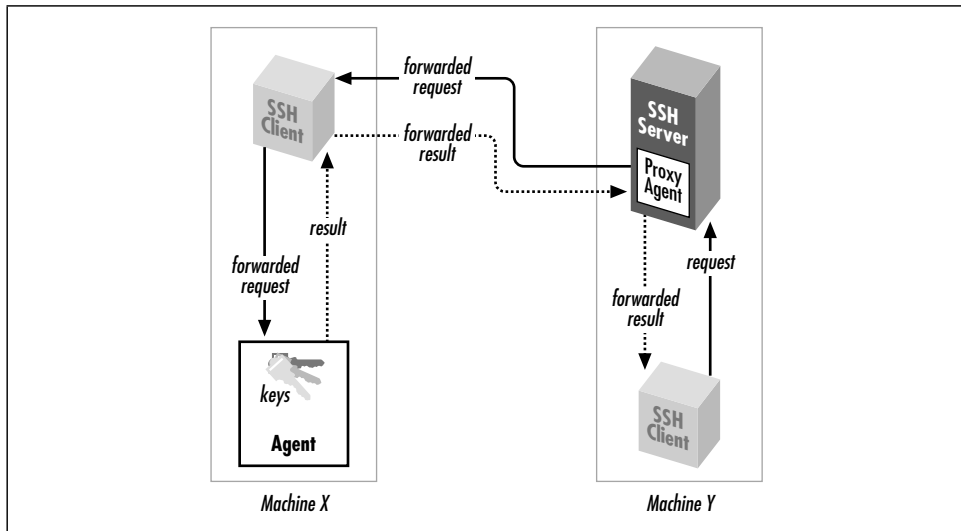 forwarded
request
SSH
Client
forwarded
result
SSH
Server
Proxy
Agent
result
request
forwarded
request
forwarded
result
keys
Agent
SSH
Client
Machine X
Machine Y